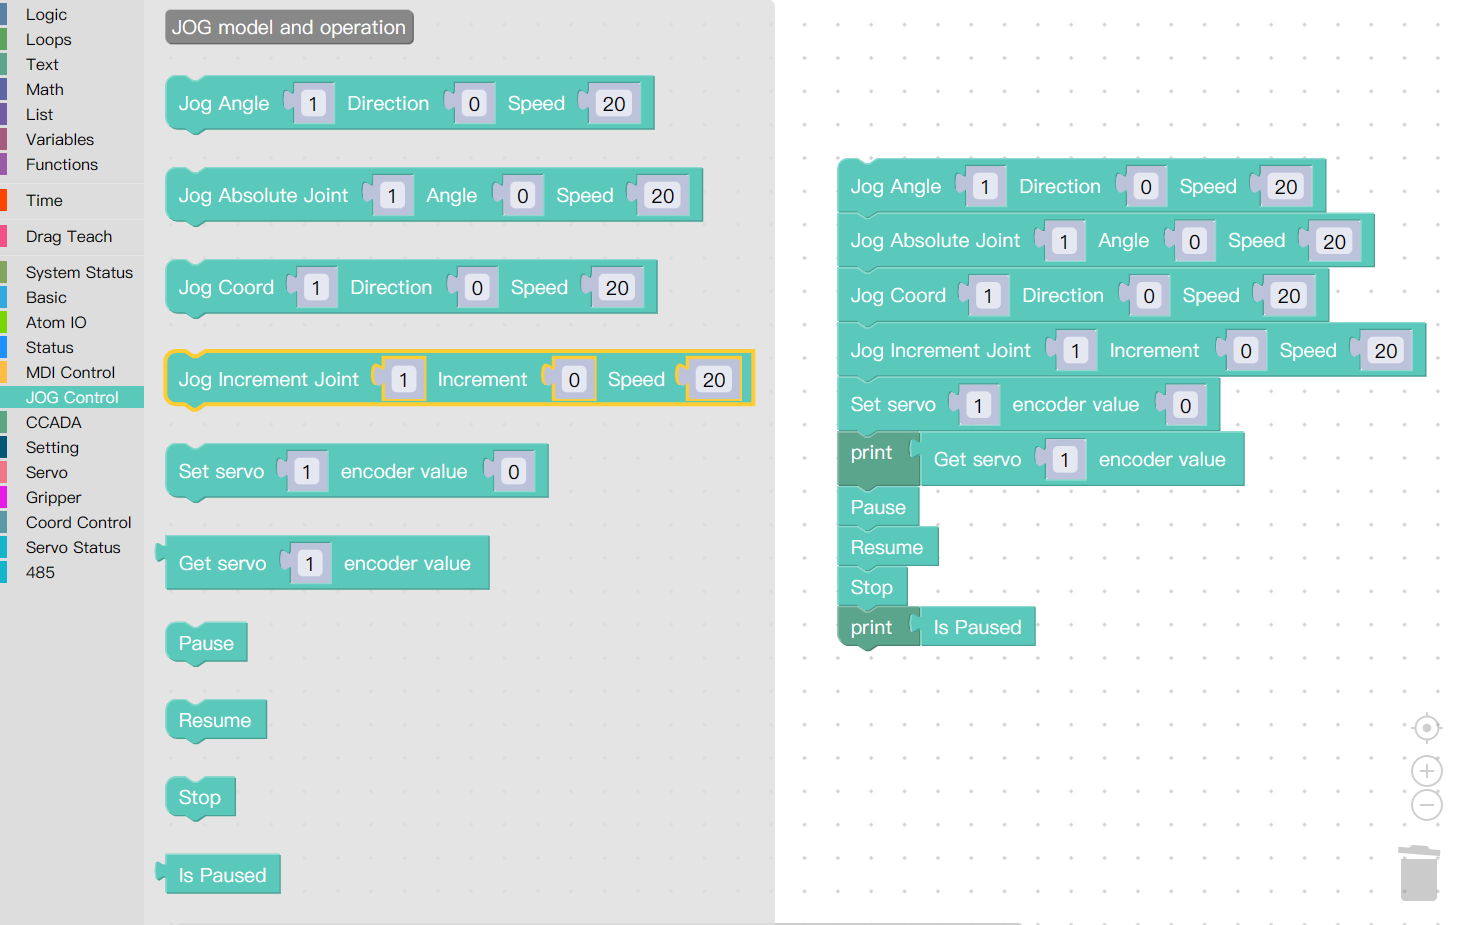 Logic
Loops
Text
Math
List
Variables
Functions
Time
Drag Teach
System Status
Basic
Atom IO
Status
MDI Control
JOG Control
CCADA
Setting
Servo
Gripper
Coord Control
Servo Status
485
JOG model and operation
Jog Angle 1 Direction 0 Speed 20
Jog Absolute Joint 1 Angle 0 Speed 20
Jog Coord 1 Direction 0 Speed 20
Jog Increment Joint 1 Increment 0 Speed 20
Set servo 1 encoder value 0
Get servo 1 encoder value
Pause
Resume
Stop
Is Paused
Jog Angle 1 Direction 0 Speed 20
Jog Absolute Joint 1 Angle 0 Speed 20
Jog Coord 1 Direction 0 Speed 20
Jog Increment Joint 1 Increment 0 Speed 20
Set servo 1 encoder value 0
print Get servo 1 encoder value
Pause
Resume
Stop
print Is Paused